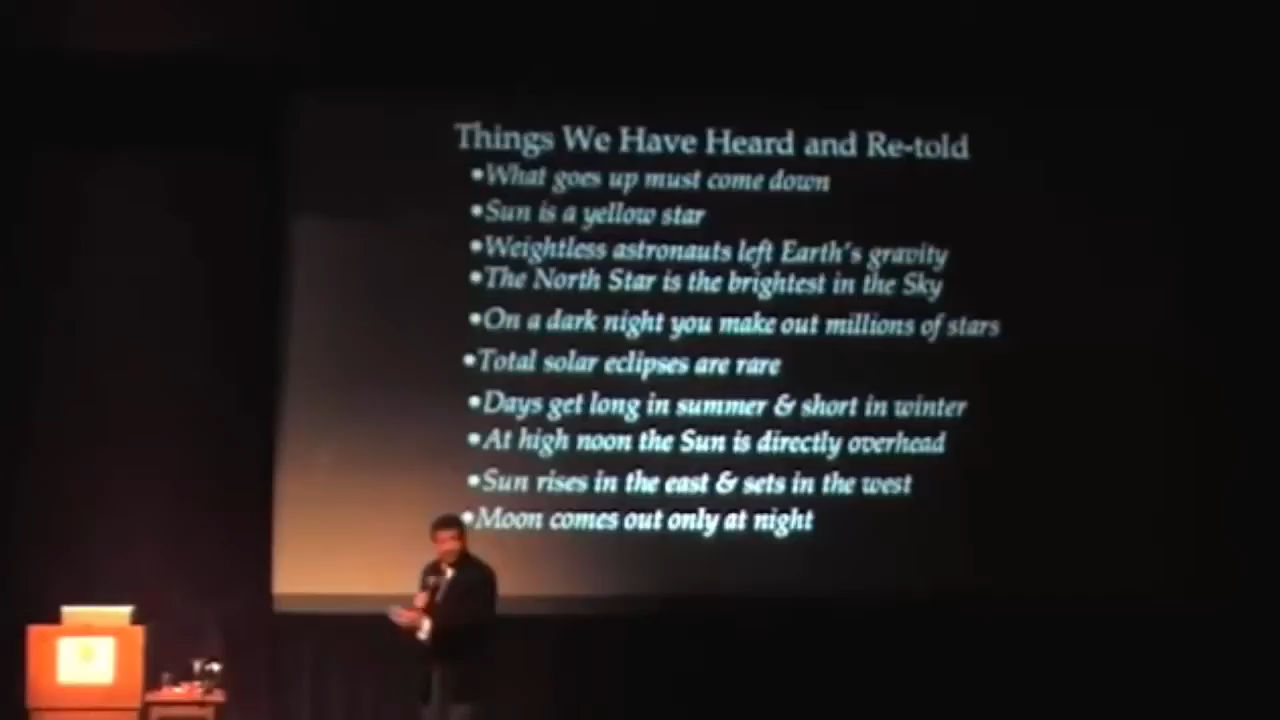 Things We Have Heard and Re-told
•What goes up must come down
•Sun is a yellow star
•Weightless astronauts left Earth's gravity
•The North Star is the brightest in the Sky
•On a dark night you make out millions of stars
•Total solar eclipses are rare
•Days get long in summer & short in winter
•At high noon the Sun is directly overhead
•Sun rises in the east & sets in the west
•Moon comes out only at night